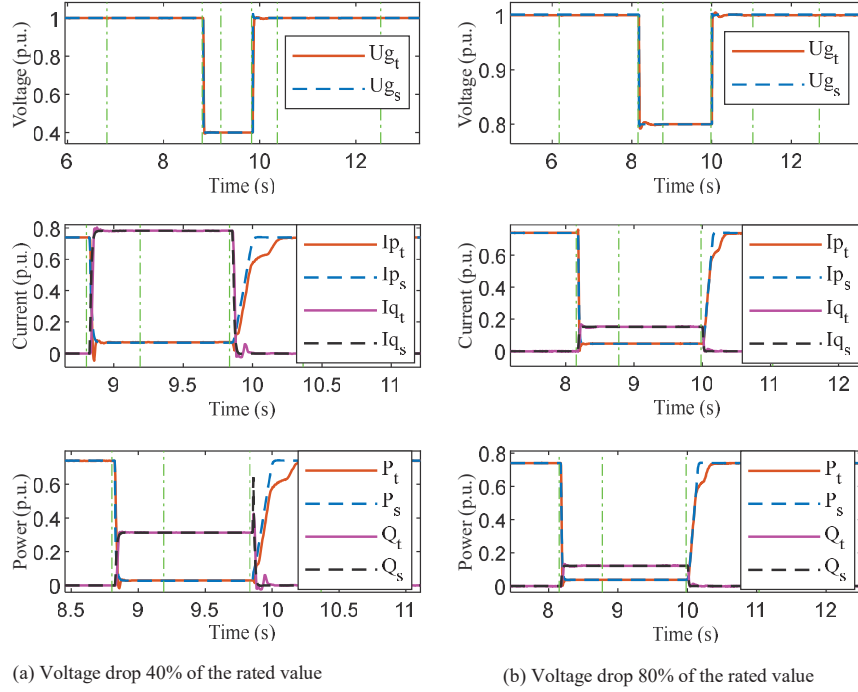 Voltage (p.u.)
1
0.8
0.6
0.4
Ug_t
Ug_s
6
8
10
12
Time (s)
Voltage (p.u.)
1
0.9
0.8
Ug_t
Ug_s
6
8
10
12
Time (s)
Current (p.u.)
0.8
0.6
0.4
0.2
0
Ip_t
Ip_s
Iq_t
Iq_s
9
9.5
10
10.5
11
Time (s)
Current (p.u.)
0.6
0.4
0.2
0
Ip_t
Ip_s
Iq_t
Iq_s
8
9
10
11
12
Time (s)
Power (p.u.)
0.6
0.4
0.2
0
P_t
P_s
Q_t
Q_s
8.5
9
9.5
10
10.5
11
Time (s)
Power (p.u.)
0.8
0.6
0.4
0.2
0
P_t
P_s
Q_t
Q_s
8
9
10
11
12
Time (s)
(a) Voltage drop 40% of the rated value
(b) Voltage drop 80% of the rated value